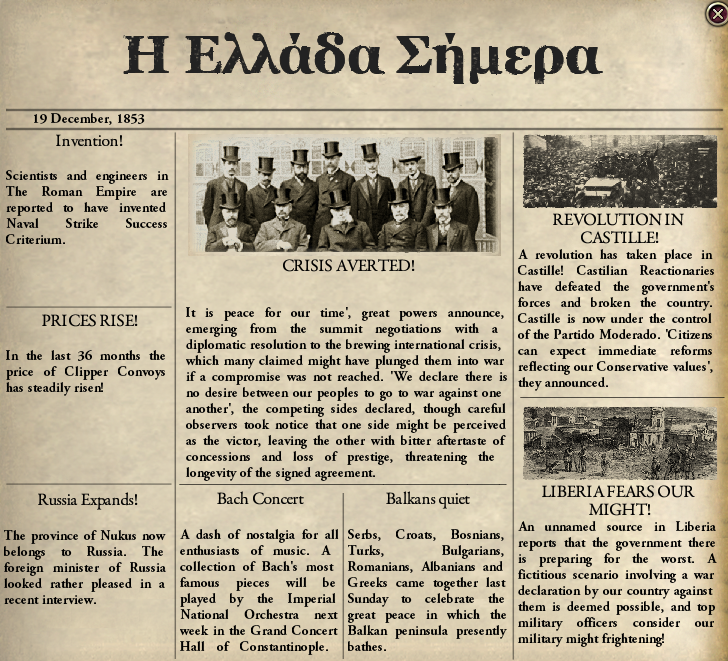 Η Ελλάδα Σήμερα
19 December, 1853
Invention!
Scientists and engineers in
The Roman Empire are
reported to have invented
Naval Strike Success
Criterium.
PRICES RISE!
In the last 36 months the
price of Clipper Convoys
has steadily risen!
Russia Expands!
The province of Nukus now
belongs to Russia. The
foreign minister of Russia
looked rather pleased in a
recent interview.
CRISIS AVERTED!
It is peace for our time', great powers announce,
emerging from the summit negotiations with a
diplomatic resolution to the brewing international crisis,
which many claimed might have plunged them into war
if a compromise was not reached. 'We declare there is
no desire between our peoples to go to war against one
another', the competing sides declared, though careful
observers took notice that one side might be perceived
as the victor, leaving the other with bitter aftertaste of
concessions and loss of prestige, threatening the
longevity of the signed agreement.
Bach Concert
A dash of nostalgia for all
enthusiasts of music. A
collection of Bach's most
famous pieces will be
played by the Imperial
National Orchestra next
week in the Grand Concert
Hall of Constantinople.
Balkans quiet
Serbs, Croats, Bosnians,
Turks, Bulgarians,
Romanians, Albanians and
Greeks came together last
Sunday to celebrate the
great peace in which the
Balkan peninsula presently
bathes.
REVOLUTION IN
CASTILLE!
A revolution has taken place in
Castille! Castilian Reactionaries
have defeated the government's
forces and broken the country.
Castille is now under the control
of the Partido Moderado. 'Citizens
can expect immediate reforms
reflecting our Conservative values',
they announced.
LIBERIA FEARS OUR
MIGHT!
An unnamed source in Liberia
reports that the government there
is preparing for the worst. A
fictitious scenario involving a war
declaration by our country against
them is deemed possible, and top
military officers consider our
military might frightening!